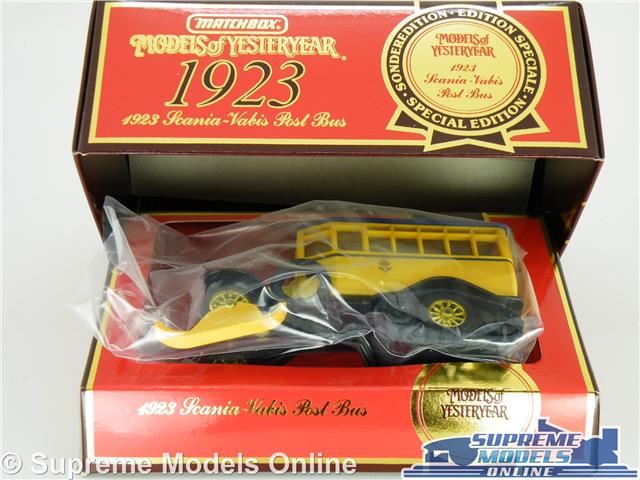 MATCHBOX
MODELS of YESTERYEAR
1923
1923 Scania-Vabis Post Bus
SONDEREDITION · EDITION SPECIALE · SPECIAL EDITION ·
MODELS of YESTERYEAR
1923
Scania-Vabis
Post Bus
1923 Scania-Vabis Post Bus
MODELS of YESTERYEAR
SUPREME
MODELS
ONLINE
© Supreme Models Online